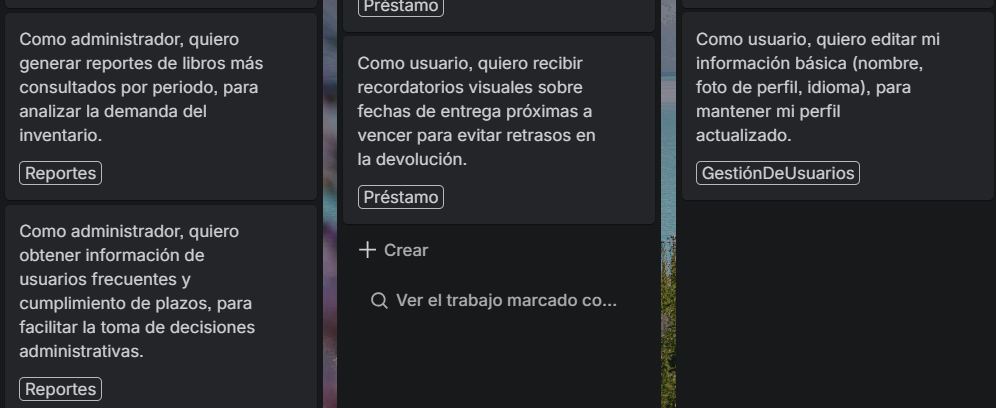 Como administrador, quiero
generar reportes de libros más
consultados por periodo, para
analizar la demanda del
inventario.
Reportes
Como administrador, quiero
obtener información de
usuarios frecuentes y
cumplimiento de plazos, para
facilitar la toma de decisiones
administrativas.
Reportes
Préstamo
Como usuario, quiero recibir
recordatorios visuales sobre
fechas de entrega próximas a
vencer para evitar retrasos en
la devolución.
Préstamo
Crear
Ver el trabajo marcado co...
Como usuario, quiero editar mi
información básica (nombre,
foto de perfil, idioma), para
mantener mi perfil
actualizado.
GestiónDeUsuarios